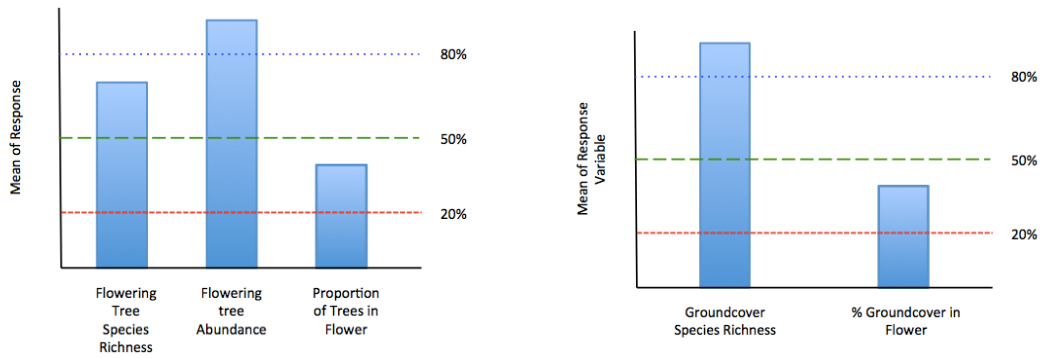 Mean of Response
80%
50%
20%
Flowering
Tree
Species
Richness
Flowering
tree
Abundance
Proportion
of Trees in
Flower
Mean of Response
Variable
80%
50%
20%
Groundcover
Species Richness
% Groundcover in
Flower